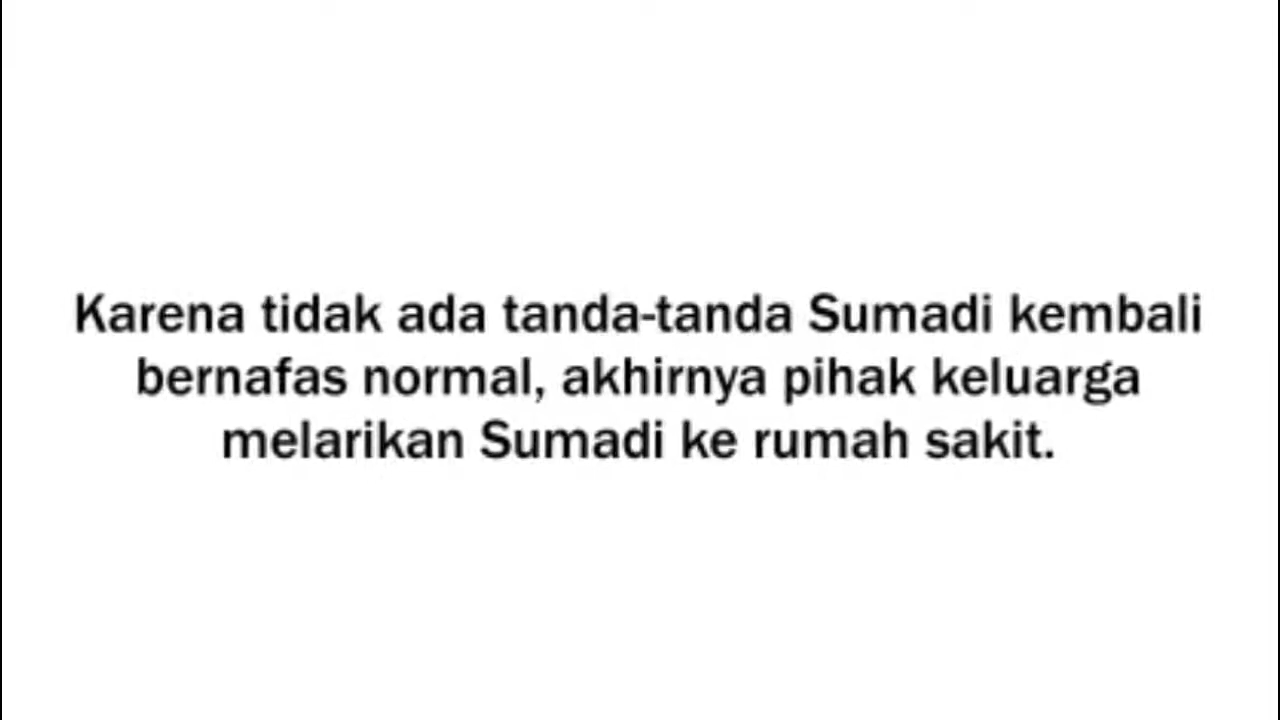 Karena tidak ada tanda-tanda Sumadi kembali
bernafas normal, akhirnya pihak keluarga
melarikan Sumadi ke rumah sakit.